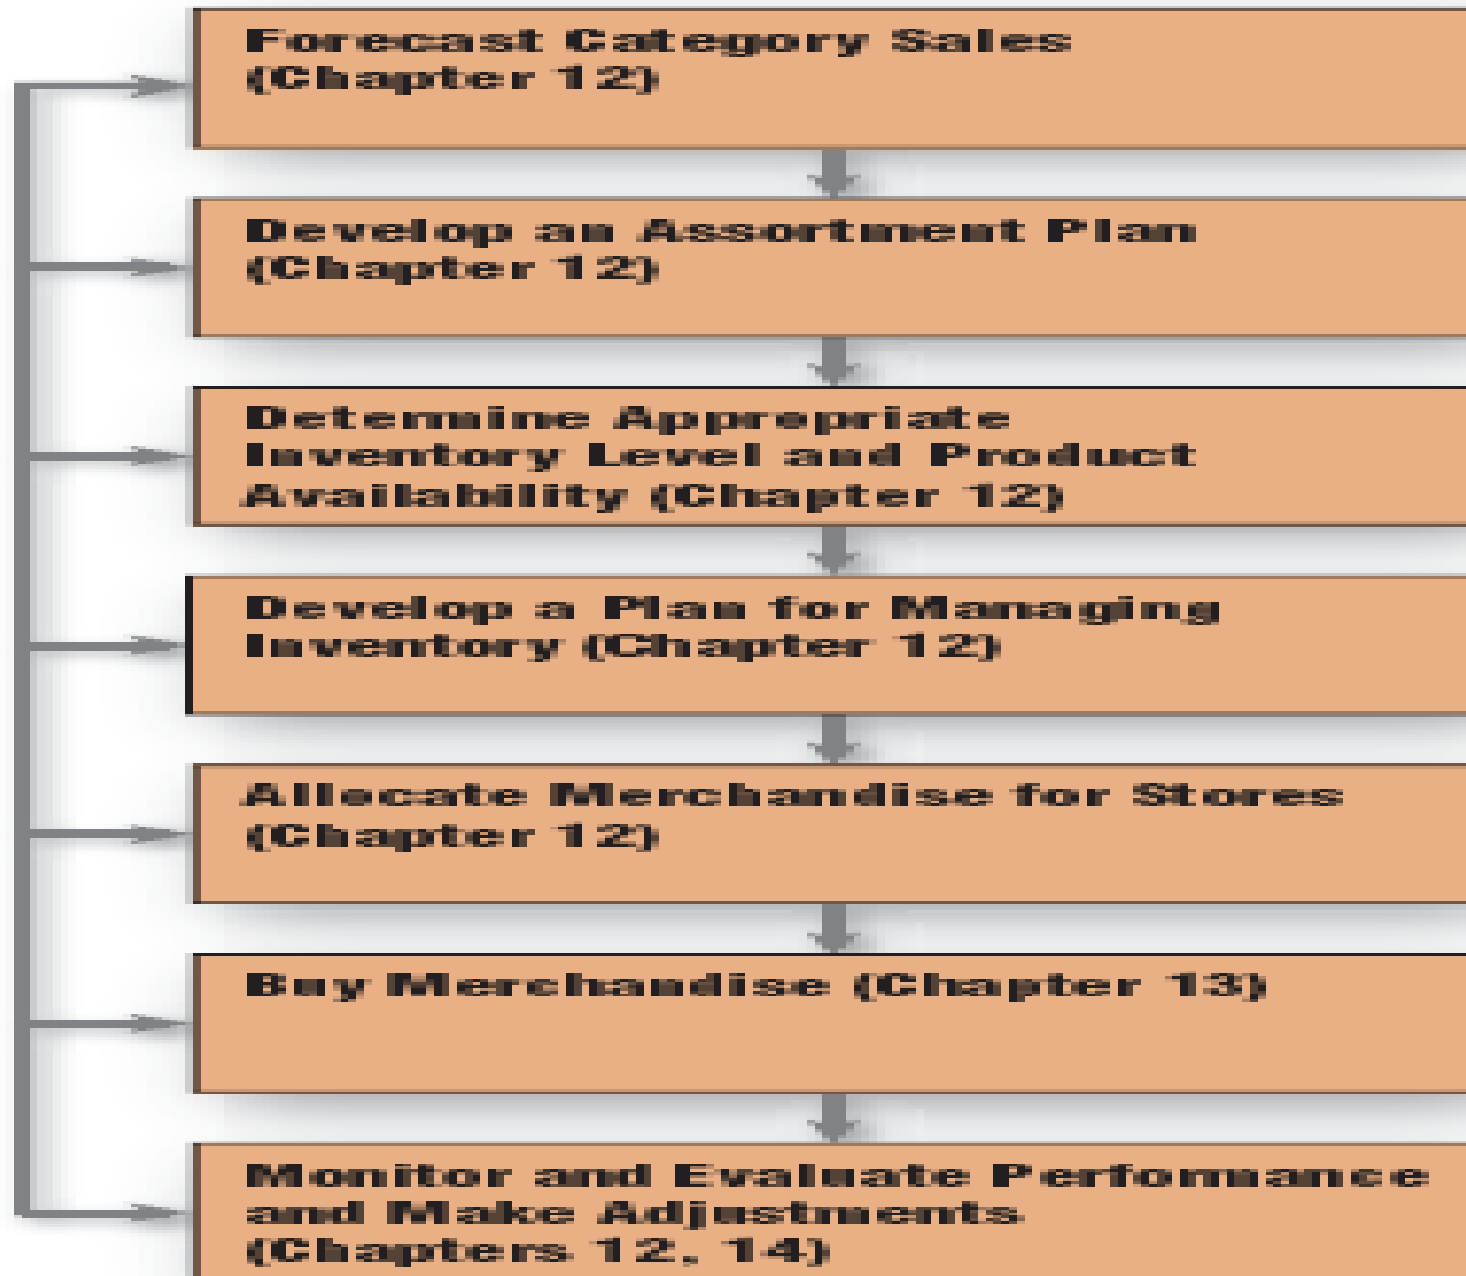 Forecast Category Sales
(Chapter 12)
Develop an Assortment Plan
(Chapter 12)
Determine Appropriate
Inventory Level and Product
Availability (Chapter 12)
Develop a Plan for Managing
Inventory (Chapter 12)
Allocate Merchandise for Stores
(Chapter 12)
Buy Merchandise (Chapter 13)
Monitor and Evaluate Performance
and Make Adjustments
(Chapters 12, 14)